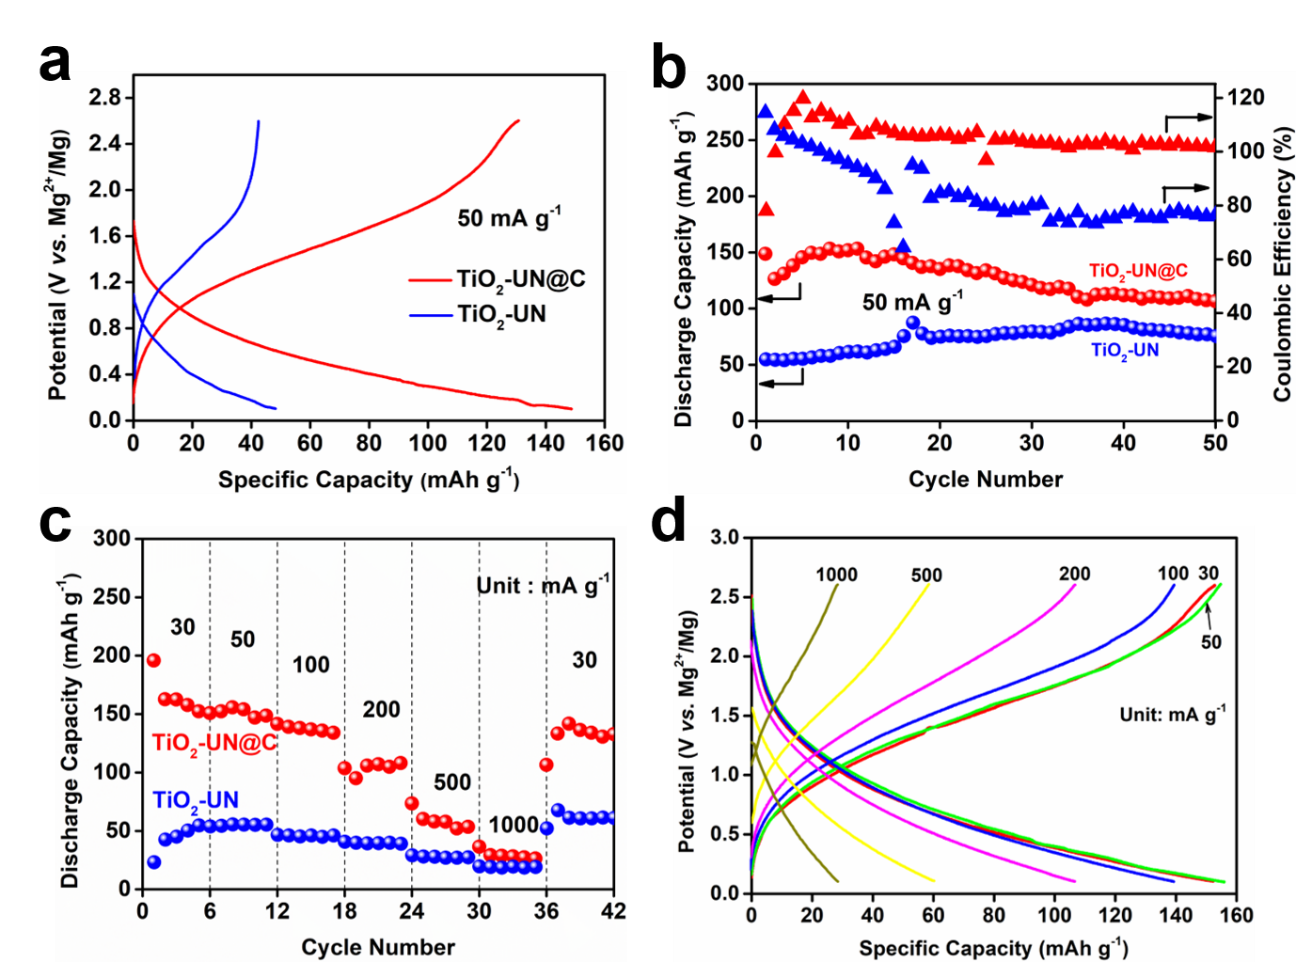 a
2.8
2.4
2.0
1.6
1.2
0.8
0.4
0.0
Potential (V vs. Mg²⁺/Mg)
50 mA g⁻¹
TiO₂-UN@C
TiO₂-UN
0 20 40 60 80 100 120 140 160
Specific Capacity (mAh g⁻¹)
b
300
250
200
150
100
50
0
Discharge Capacity (mAh g⁻¹)
120
100
80
60
40
20
0
Coulombic Efficiency (%)
TiO₂-UN@C
50 mA g⁻¹
TiO₂-UN
0 10 20 30 40 50
Cycle Number
c
300
250
200
150
100
50
0
Discharge Capacity (mAh g⁻¹)
Unit : mA g⁻¹
30 50 100 200 500 1000 30
TiO₂-UN@C
TiO₂-UN
0 6 12 18 24 30 36 42
Cycle Number
d
3.0
2.5
2.0
1.5
1.0
0.5
0.0
Potential (V vs. Mg²⁺/Mg)
1000 500 200 100 30
50
Unit: mA g⁻¹
0 20 40 60 80 100 120 140 160
Specific Capacity (mAh g⁻¹)